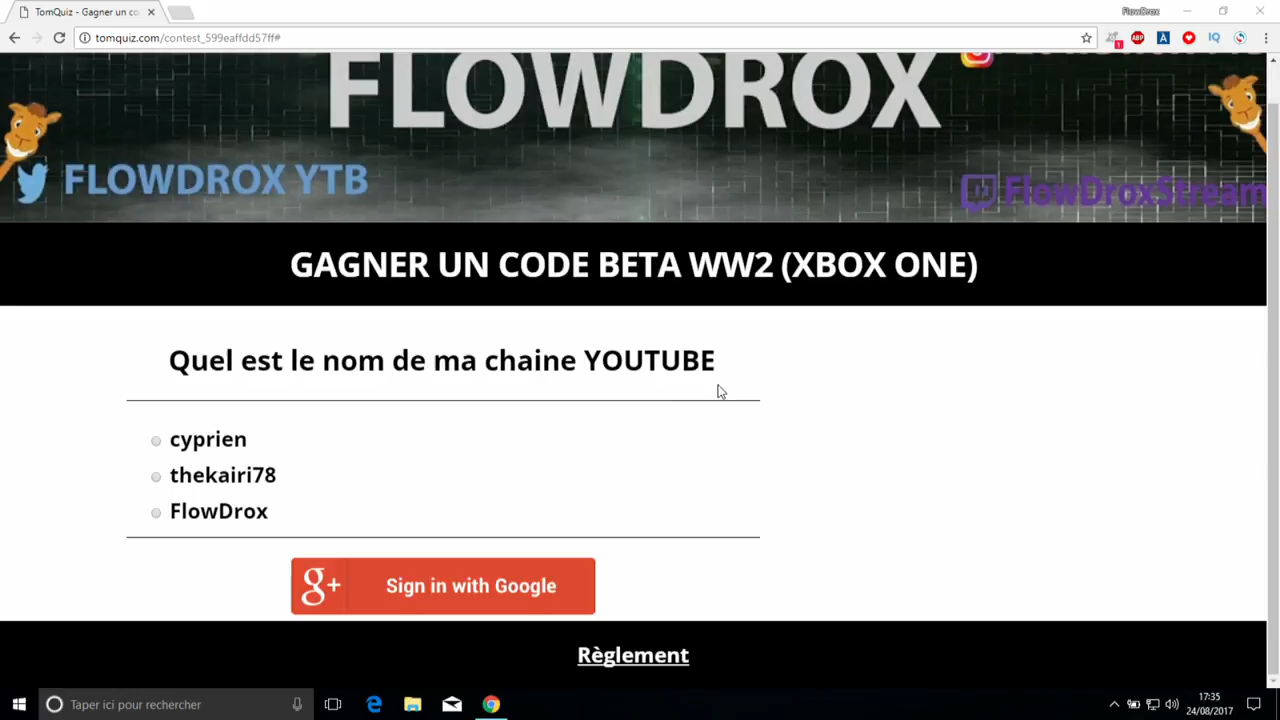 TomQuiz - Gagner un co
FlowDrox
tomquiz.com/contest_599eaffdd57ff#
FLOWDROX
FLOWDROX YTB
FlowDroxStream
GAGNER UN CODE BETA WW2 (XBOX ONE)
Quel est le nom de ma chaine YOUTUBE
cyprien
thekairi78
FlowDrox
g+ Sign in with Google
Règlement
Taper ici pour rechercher
17:35
24/08/2017